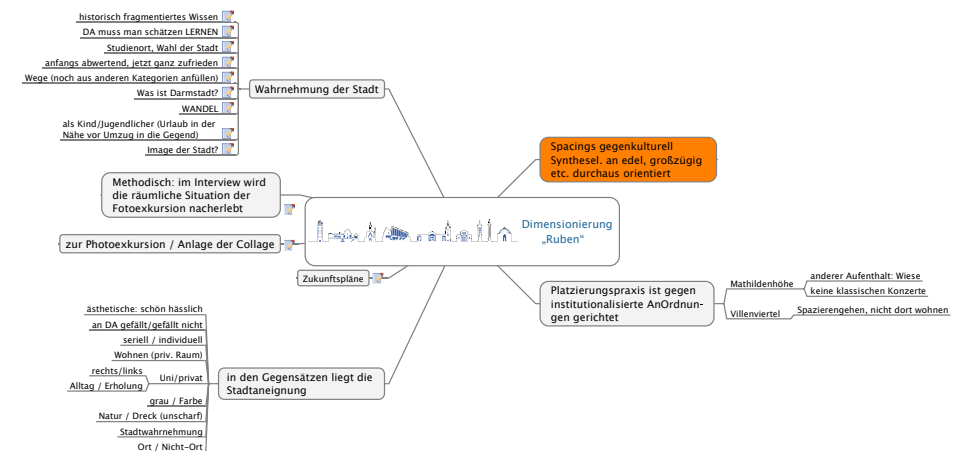 historisch fragmentiertes Wissen
DA muss man schätzen LERNEN
Studienort, Wahl der Stadt
anfangs abwertend, jetzt ganz zufrieden
Wege (noch aus anderen Kategorien anfüllen)
Was ist Darmstadt?
WANDEL
als Kind/Jugendlicher (Urlaub in der
Nähe vor Umzug in die Gegend)
Image der Stadt?
Wahrnehmung der Stadt
Methodisch: im Interview wird
die räumliche Situation der
Fotoexkursion nacherlebt
zur Photoexkursion / Anlage der Collage
Zukunftspläne
ästhetische: schön hässlich
an DA gefällt/gefällt nicht
seriell / individuell
Wohnen (priv. Raum)
rechts/links
Alltag / Erholung
Uni/privat
grau / Farbe
Natur / Dreck (unscharf)
Stadtwahrnehmung
Ort / Nicht-Ort
in den Gegensätzen liegt die
Stadtaneignung
Dimensionierung
„Ruben“
Spacings gegenkulturell
Synthesel. an edel, großzügig
etc. durchaus orientiert
Platzierungspraxis ist gegen
institutionalisierte AnOrdnun-
gen gerichtet
Mathildenhöhe
anderer Aufenthalt: Wiese
keine klassischen Konzerte
Villenviertel
Spazierengehen, nicht dort wohnen